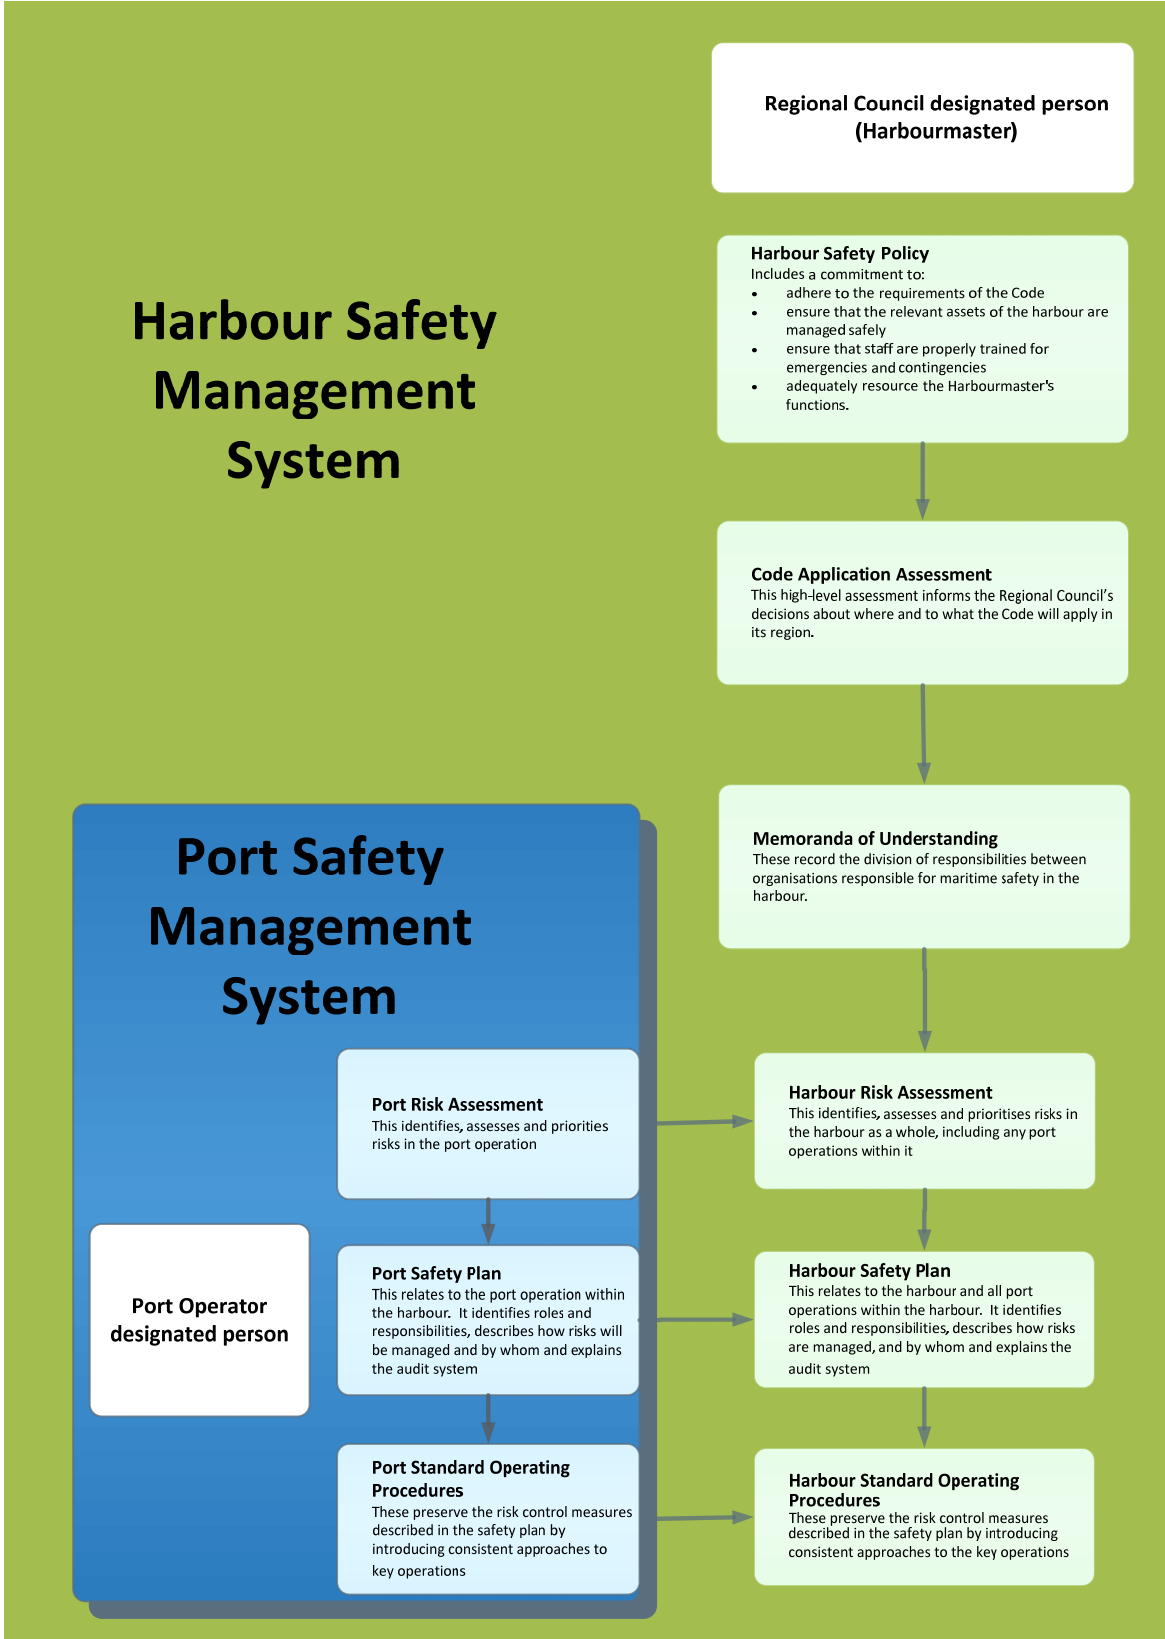 Regional Council designated person
(Harbourmaster)
Harbour Safety
Management
System
Harbour Safety Policy
Includes a commitment to:
• adhere to the requirements of the Code
• ensure that the relevant assets of the harbour are
managed safely
• ensure that staff are properly trained for
emergencies and contingencies
• adequately resource the Harbourmaster's
functions.
Code Application Assessment
This high-level assessment informs the Regional Council’s
decisions about where and to what the Code will apply in
its region.
Memoranda of Understanding
These record the division of responsibilities between
organisations responsible for maritime safety in the
harbour.
Port Safety
Management
System
Port Risk Assessment
This identifies, assesses and priorities
risks in the port operation
Harbour Risk Assessment
This identifies, assesses and prioritises risks in
the harbour as a whole, including any port
operations within it
Port Operator
designated person
Port Safety Plan
This relates to the port operation within
the harbour.  It identifies roles and
responsibilities, describes how risks will
be managed and by whom and explains
the audit system
Harbour Safety Plan
This relates to the harbour and all port
operations within the harbour.  It identifies
roles and responsibilities, describes how risks
are managed, and by whom and explains the
audit system
Port Standard Operating
Procedures
These preserve the risk control measures
described in the safety plan by
introducing consistent approaches to
key operations
Harbour Standard Operating
Procedures
These preserve the risk control measures
described in the safety plan by introducing
consistent approaches to the key operations